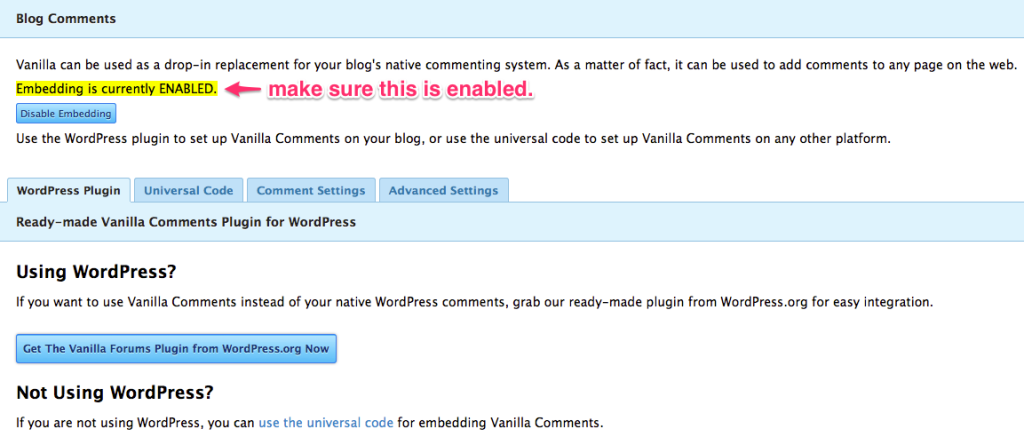 Blog Comments
Vanilla can be used as a drop-in replacement for your blog's native commenting system. As a matter of fact, it can be used to add comments to any page on the web.
Embedding is currently ENABLED. make sure this is enabled.
Disable Embedding
Use the WordPress plugin to set up Vanilla Comments on your blog, or use the universal code to set up Vanilla Comments on any other platform.
WordPress Plugin Universal Code Comment Settings Advanced Settings
Ready-made Vanilla Comments Plugin for WordPress
Using WordPress?
If you want to use Vanilla Comments instead of your native WordPress comments, grab our ready-made plugin from WordPress.org for easy integration.
Get The Vanilla Forums Plugin from WordPress.org Now
Not Using WordPress?
If you are not using WordPress, you can use the universal code for embedding Vanilla Comments.